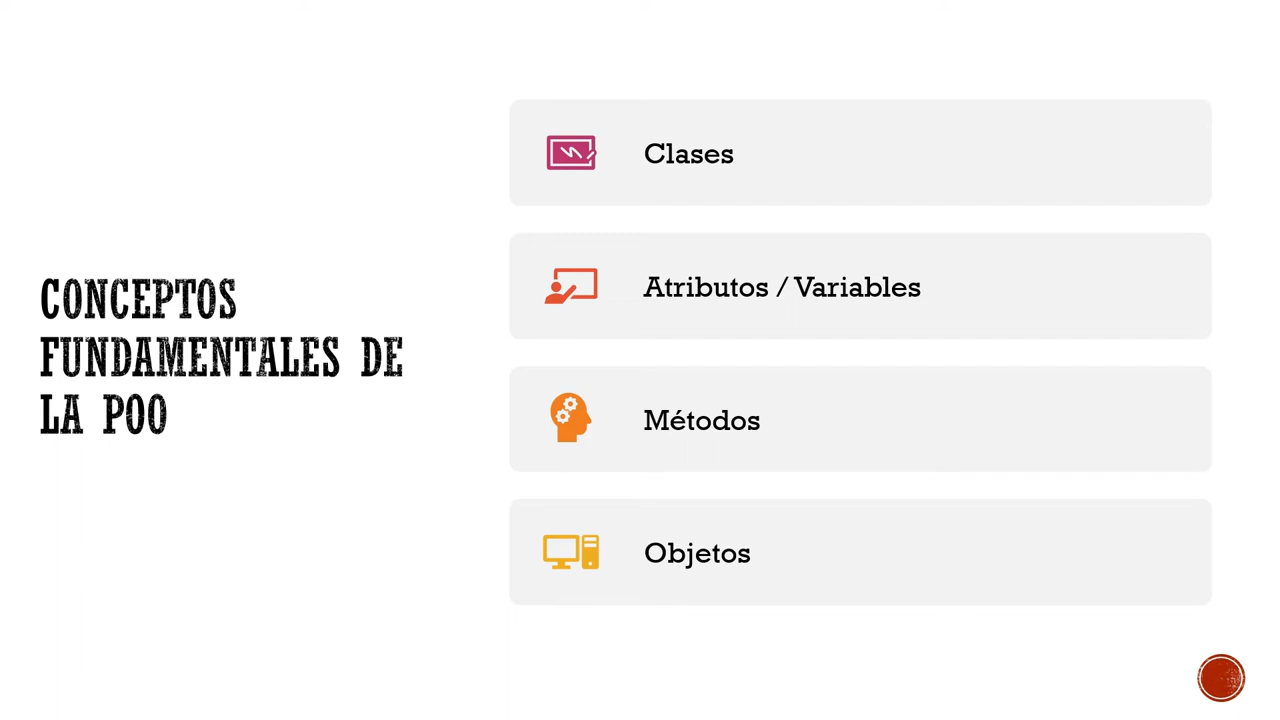 CONCEPTOS
FUNDAMENTALES DE
LA POO
Clases
Atributos / Variables
Métodos
Objetos